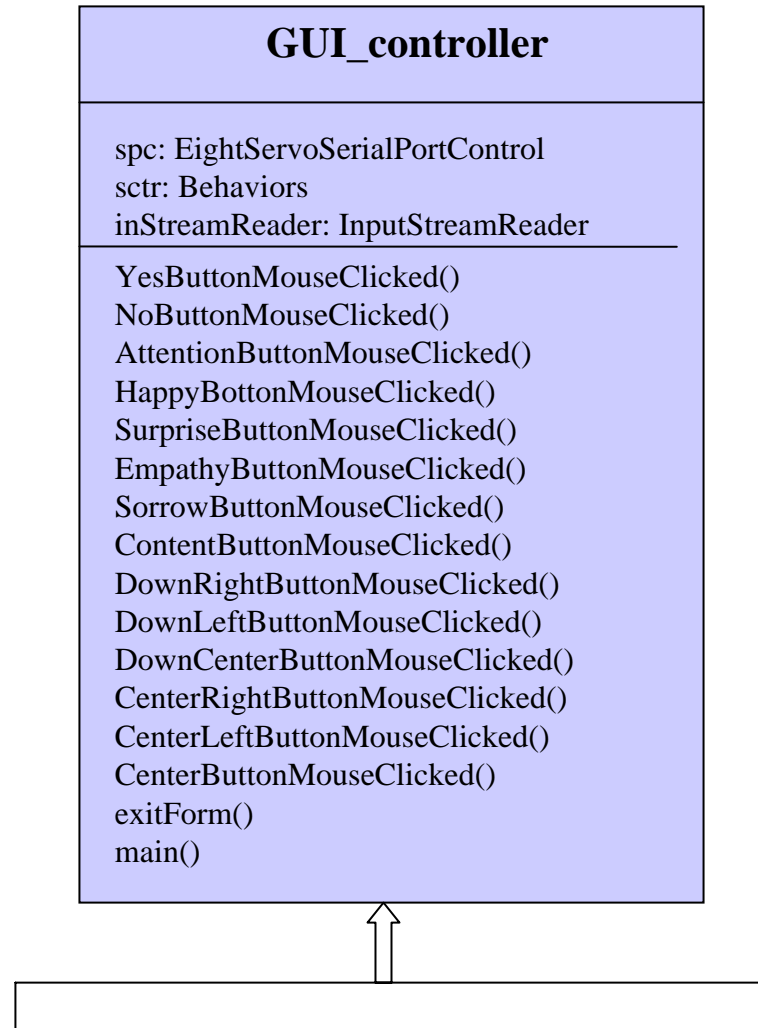 GUI_controller
spc: EightServoSerialPortControl
sctr: Behaviors
inStreamReader: InputStreamReader
YesButtonMouseClicked()
NoButtonMouseClicked()
AttentionButtonMouseClicked()
HappyBottonMouseClicked()
SurpriseButtonMouseClicked()
EmpathyButtonMouseClicked()
SorrowButtonMouseClicked()
ContentButtonMouseClicked()
DownRightButtonMouseClicked()
DownLeftButtonMouseClicked()
DownCenterButtonMouseClicked()
CenterRightButtonMouseClicked()
CenterLeftButtonMouseClicked()
CenterButtonMouseClicked()
exitForm()
main()